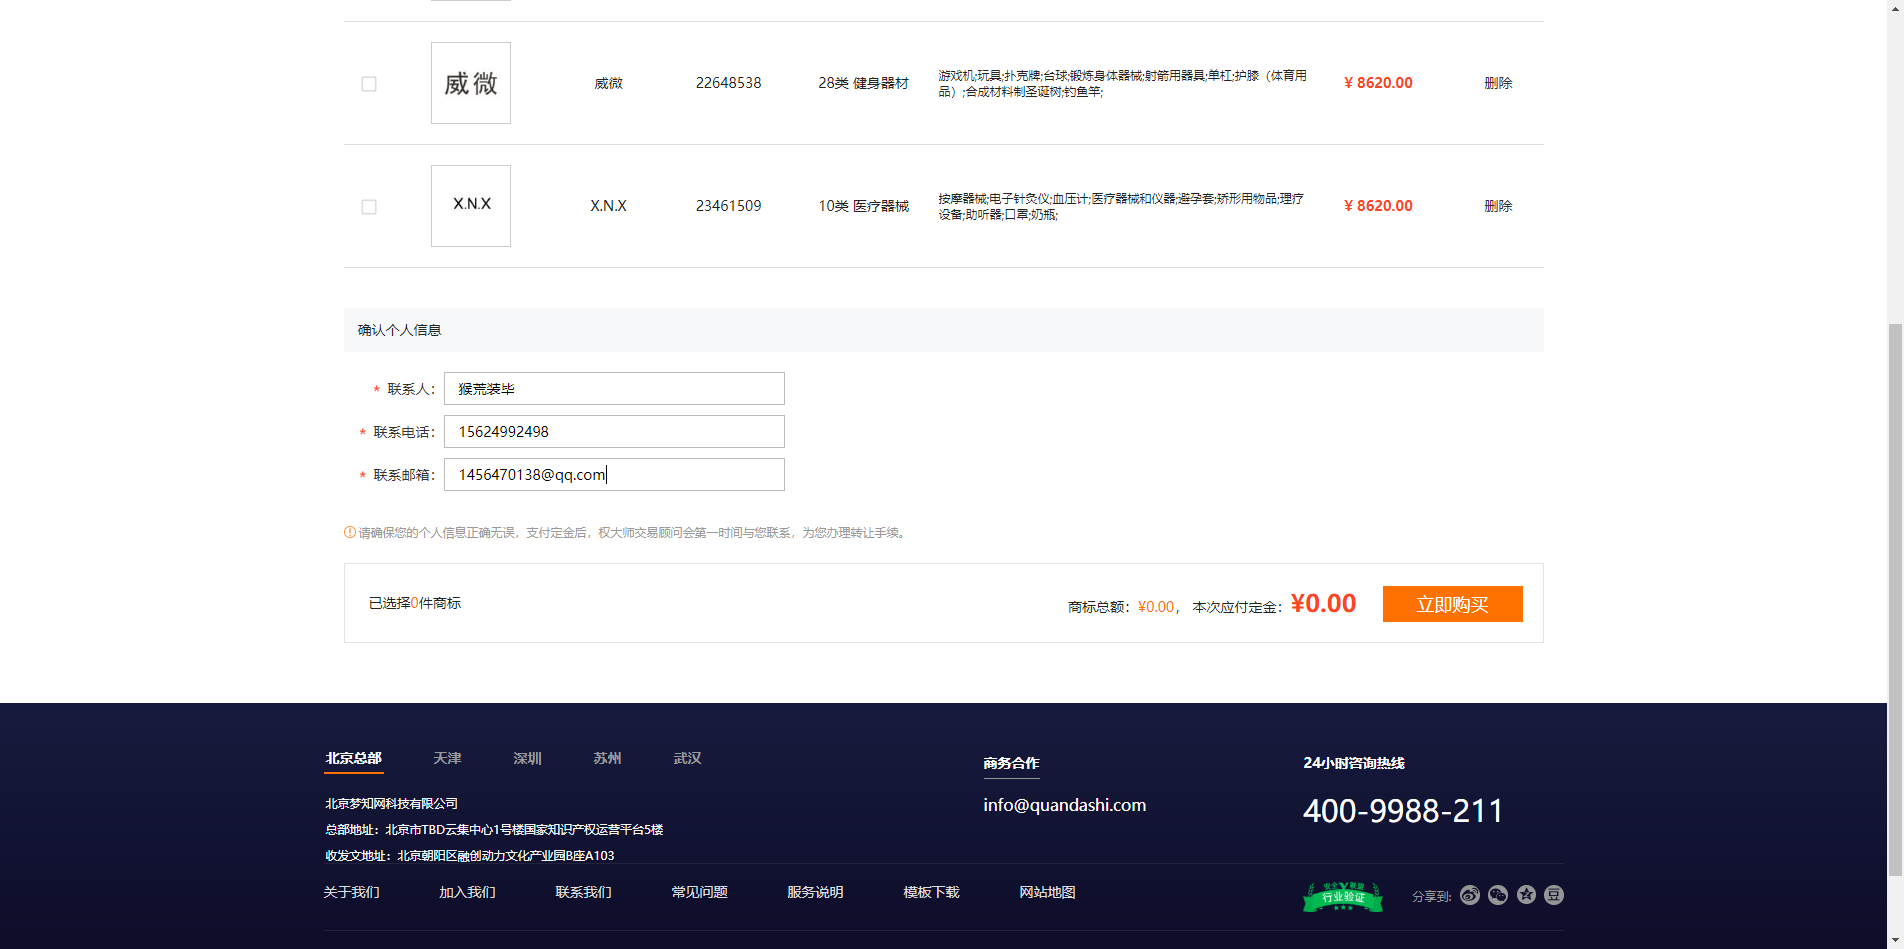 威微
威微
22648538
28类 健身器材
游戏机;玩具;扑克牌;台球;锻炼身体器械;射箭用器具;单杠;护膝（体育用
品）;合成材料制圣诞树;钓鱼竿;
¥ 8620.00
删除
X.N.X
X.N.X
23461509
10类 医疗器械
按摩器械;电子针灸仪;血压计;医疗器械和仪器;避孕套;矫形用物品;理疗
设备;助听器;口罩;奶瓶;
¥ 8620.00
删除
确认个人信息
* 联系人： 猴荒装毕
* 联系电话： 15624992498
* 联系邮箱： 1456470138@qq.com
请确保您的个人信息正确无误，支付定金后，权大师交易顾问会第一时间与您联系，为您办理转让手续。
已选择0件商标
商标总额：¥0.00， 本次应付定金：¥0.00
立即购买
北京总部 天津 深圳 苏州 武汉
北京梦知网科技有限公司
总部地址：北京市TBD云集中心1号楼国家知识产权运营平台5楼
收发文地址：北京朝阳区融创动力文化产业园B座A103
商务合作
info@quandashi.com
24小时咨询热线
400-9988-211
关于我们 加入我们 联系我们 常见问题 服务说明 模板下载 网站地图
安全联盟
行业验证
分享到:
豆